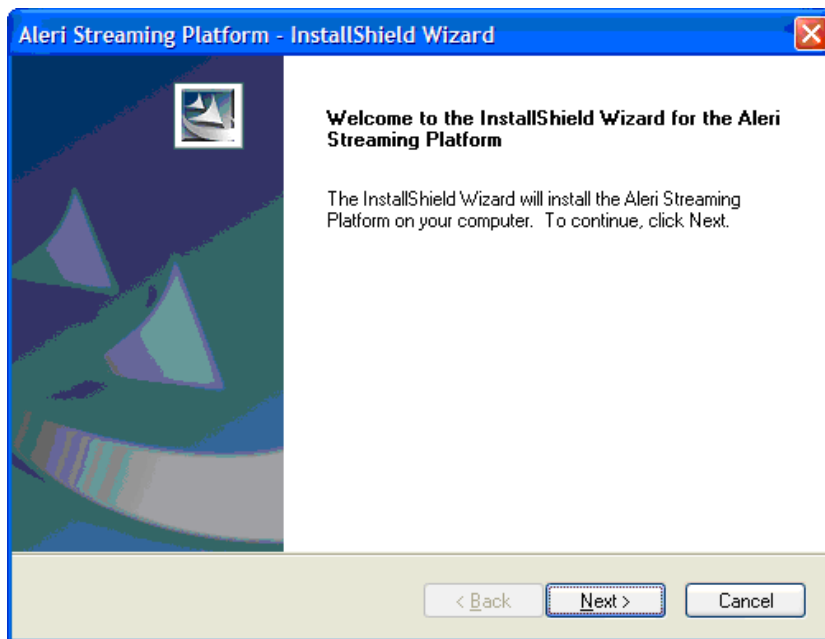 Aleri Streaming Platform - InstallShield Wizard
Welcome to the InstallShield Wizard for the Aleri
Streaming Platform
The InstallShield Wizard will install the Aleri Streaming
Platform on your computer. To continue, click Next.
< Back
Next >
Cancel